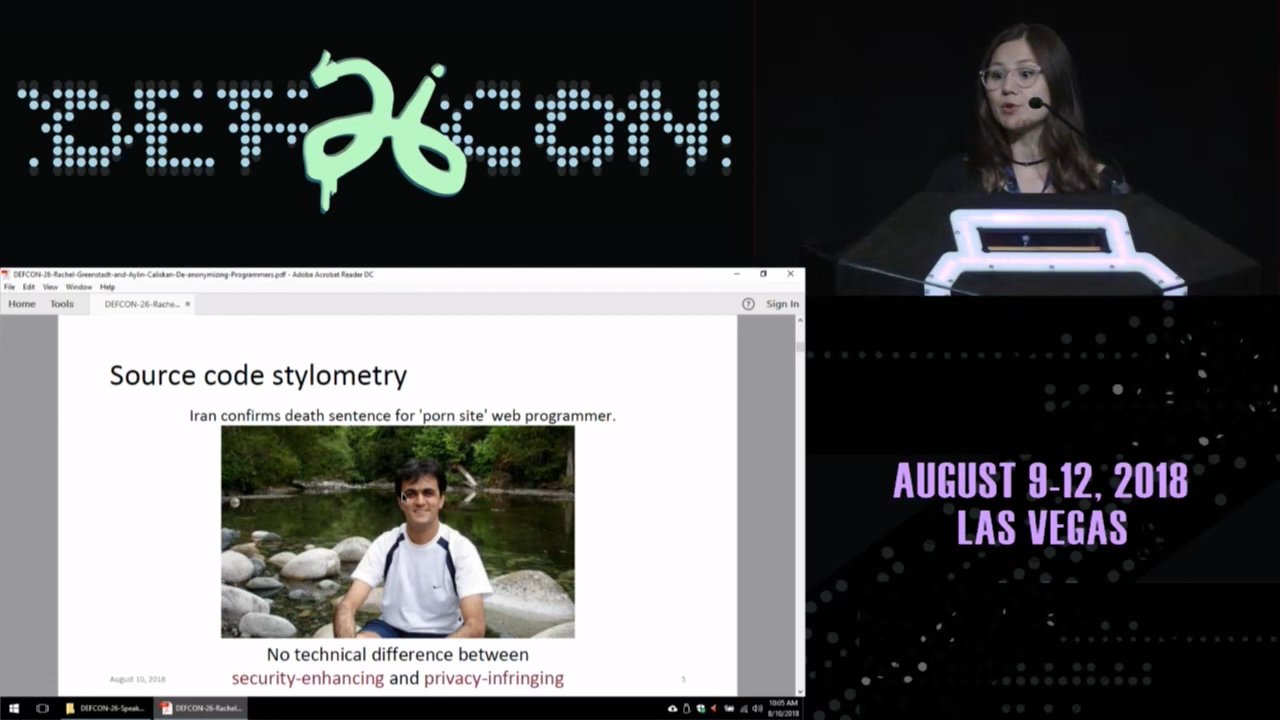 DEF 26 CON
DEFCON-26-Rachel-Greenstadt-and-Aylin-Caliskan-De-anonymizing-Programmers.pdf - Adobe Acrobat Reader DC
File Edit View Window Help
Home Tools DEFCON-26-Rache... × ? Sign In
Source code stylometry
Iran confirms death sentence for 'porn site' web programmer.
No technical difference between
security-enhancing and privacy-infringing
August 10, 2018
5
DEFCON-26-Speak...
DEFCON-26-Rachel...
10:05 AM
8/10/2018
AUGUST 9-12, 2018
LAS VEGAS